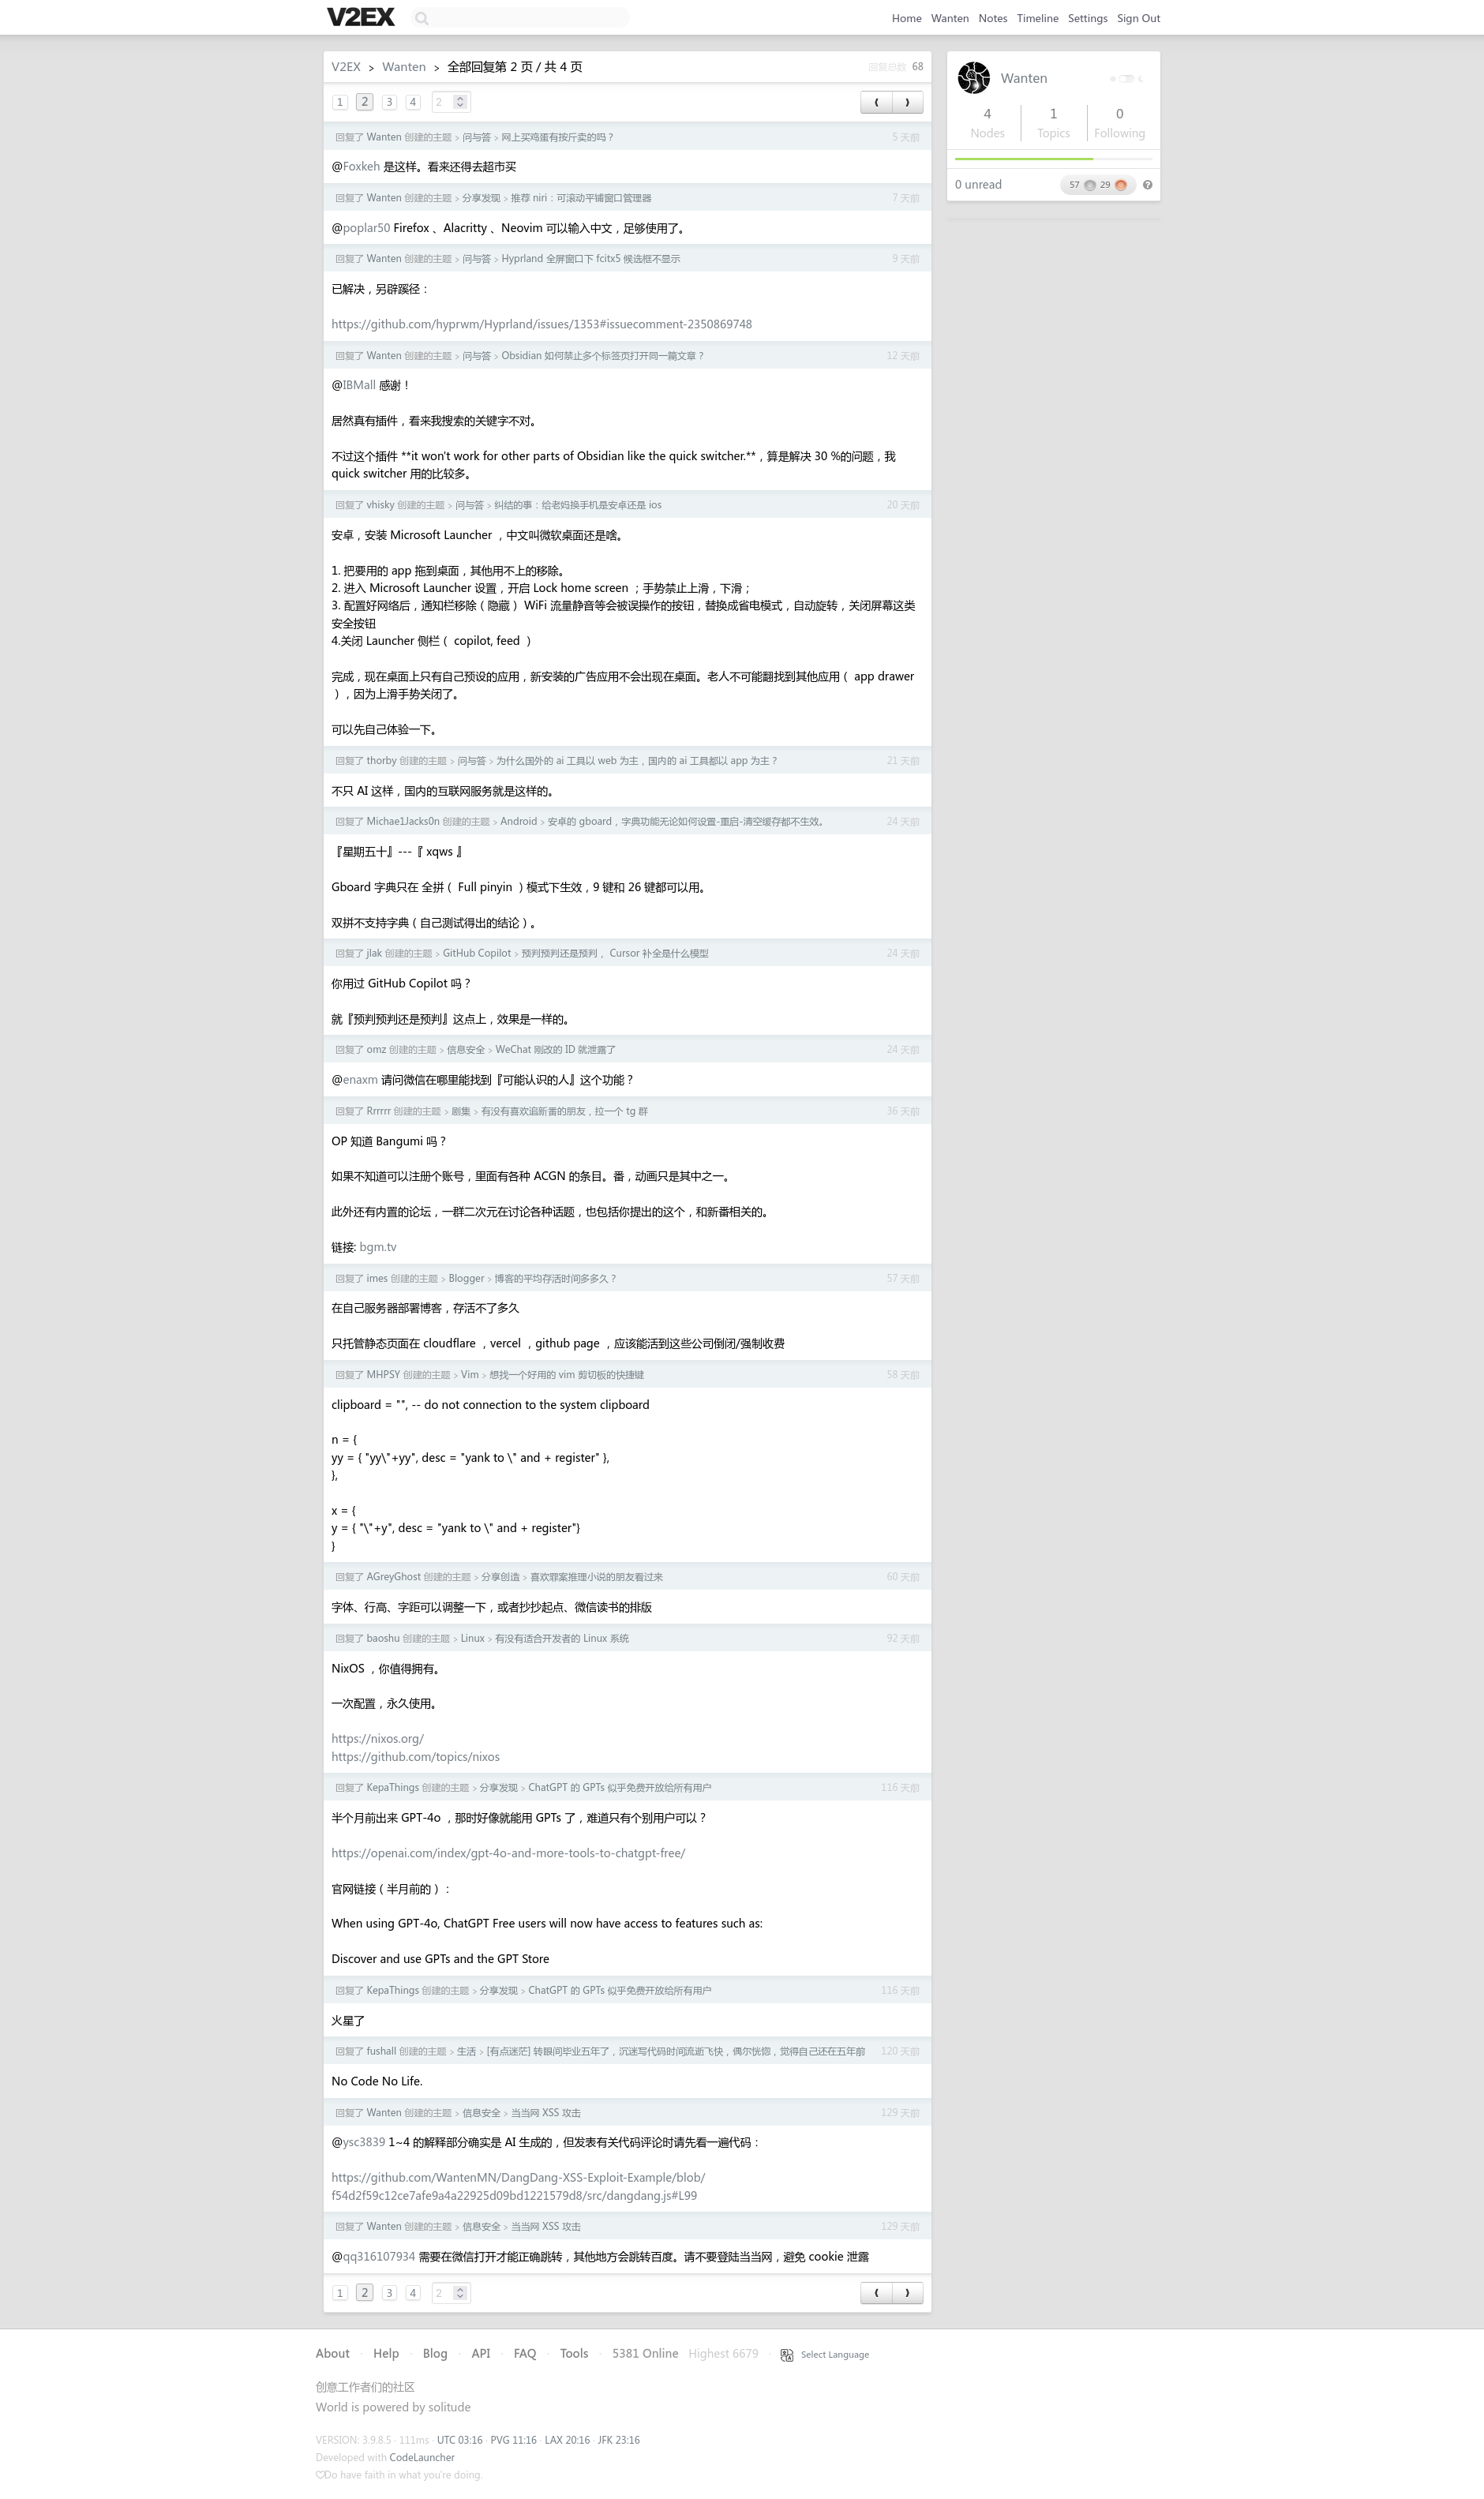 V2EX
Home Wanten Notes Timeline Settings Sign Out
V2EX > Wanten > 全部回复第 2 页 / 共 4 页
回复总数 68
1 2 3 4 2
❰ ❱
回复了 Wanten 创建的主题 > 问与答 > 网上买鸡蛋有按斤卖的吗？ 5 天前
@Foxkeh 是这样。看来还得去超市买
回复了 Wanten 创建的主题 > 分享发现 > 推荐 niri：可滚动平铺窗口管理器 7 天前
@poplar50 Firefox 、Alacritty 、Neovim 可以输入中文，足够使用了。
回复了 Wanten 创建的主题 > 问与答 > Hyprland 全屏窗口下 fcitx5 候选框不显示 9 天前
已解决，另辟蹊径：
https://github.com/hyprwm/Hyprland/issues/1353#issuecomment-2350869748
回复了 Wanten 创建的主题 > 问与答 > Obsidian 如何禁止多个标签页打开同一篇文章？ 12 天前
@IBMall 感谢！
居然真有插件，看来我搜索的关键字不对。
不过这个插件 **it won't work for other parts of Obsidian like the quick switcher.**，算是解决 30 %的问题，我
quick switcher 用的比较多。
回复了 vhisky 创建的主题 > 问与答 > 纠结的事：给老妈换手机是安卓还是 ios 20 天前
安卓，安装 Microsoft Launcher ，中文叫微软桌面还是啥。
1. 把要用的 app 拖到桌面，其他用不上的移除。
2. 进入 Microsoft Launcher 设置，开启 Lock home screen ；手势禁止上滑，下滑；
3. 配置好网络后，通知栏移除（隐藏） WiFi 流量静音等会被误操作的按钮，替换成省电模式，自动旋转，关闭屏幕这类
安全按钮
4.关闭 Launcher 侧栏（ copilot, feed ）
完成，现在桌面上只有自己预设的应用，新安装的广告应用不会出现在桌面。老人不可能翻找到其他应用（ app drawer
），因为上滑手势关闭了。
可以先自己体验一下。
回复了 thorby 创建的主题 > 问与答 > 为什么国外的 ai 工具以 web 为主，国内的 ai 工具都以 app 为主？ 21 天前
不只 AI 这样，国内的互联网服务就是这样的。
回复了 Michae1Jacks0n 创建的主题 > Android > 安卓的 gboard，字典功能无论如何设置-重启-清空缓存都不生效。 24 天前
『星期五十』---『 xqws 』
Gboard 字典只在 全拼（ Full pinyin ）模式下生效，9 键和 26 键都可以用。
双拼不支持字典（自己测试得出的结论）。
回复了 jlak 创建的主题 > GitHub Copilot > 预判预判还是预判， Cursor 补全是什么模型 24 天前
你用过 GitHub Copilot 吗？
就『预判预判还是预判』这点上，效果是一样的。
回复了 omz 创建的主题 > 信息安全 > WeChat 刚改的 ID 就泄露了 24 天前
@enaxm 请问微信在哪里能找到『可能认识的人』这个功能？
回复了 Rrrrrr 创建的主题 > 剧集 > 有没有喜欢追新番的朋友，拉一个 tg 群 36 天前
OP 知道 Bangumi 吗？
如果不知道可以注册个账号，里面有各种 ACGN 的条目。番，动画只是其中之一。
此外还有内置的论坛，一群二次元在讨论各种话题，也包括你提出的这个，和新番相关的。
链接: bgm.tv
回复了 imes 创建的主题 > Blogger > 博客的平均存活时间多多久？ 57 天前
在自己服务器部署博客，存活不了多久
只托管静态页面在 cloudflare ，vercel ，github page ，应该能活到这些公司倒闭/强制收费
回复了 MHPSY 创建的主题 > Vim > 想找一个好用的 vim 剪切板的快捷键 58 天前
clipboard = "", -- do not connection to the system clipboard
n = {
yy = { "yy\"+yy", desc = "yank to \" and + register" },
},
x = {
y = { "\"+y", desc = "yank to \" and + register"}
}
回复了 AGreyGhost 创建的主题 > 分享创造 > 喜欢罪案推理小说的朋友看过来 60 天前
字体、行高、字距可以调整一下，或者抄抄起点、微信读书的排版
回复了 baoshu 创建的主题 > Linux > 有没有适合开发者的 Linux 系统 92 天前
NixOS ，你值得拥有。
一次配置，永久使用。
https://nixos.org/
https://github.com/topics/nixos
回复了 KepaThings 创建的主题 > 分享发现 > ChatGPT 的 GPTs 似乎免费开放给所有用户 116 天前
半个月前出来 GPT-4o ，那时好像就能用 GPTs 了，难道只有个别用户可以？
https://openai.com/index/gpt-4o-and-more-tools-to-chatgpt-free/
官网链接（半月前的）：
When using GPT-4o, ChatGPT Free users will now have access to features such as:
Discover and use GPTs and the GPT Store
回复了 KepaThings 创建的主题 > 分享发现 > ChatGPT 的 GPTs 似乎免费开放给所有用户 116 天前
火星了
回复了 fushall 创建的主题 > 生活 > [有点迷茫] 转眼间毕业五年了，沉迷写代码时间流逝飞快，偶尔恍惚，觉得自己还在五年前 120 天前
No Code No Life.
回复了 Wanten 创建的主题 > 信息安全 > 当当网 XSS 攻击 129 天前
@ysc3839 1~4 的解释部分确实是 AI 生成的，但发表有关代码评论时请先看一遍代码：
https://github.com/WantenMN/DangDang-XSS-Exploit-Example/blob/
f54d2f59c12ce7afe9a4a22925d09bd1221579d8/src/dangdang.js#L99
回复了 Wanten 创建的主题 > 信息安全 > 当当网 XSS 攻击 129 天前
@qq316107934 需要在微信打开才能正确跳转，其他地方会跳转百度。请不要登陆当当网，避免 cookie 泄露
1 2 3 4 2
❰ ❱
Wanten
4 1 0
Nodes Topics Following
0 unread 57 29
About · Help · Blog · API · FAQ · Tools · 5381 Online Highest 6679 · Select Language
创意工作者们的社区
World is powered by solitude
VERSION: 3.9.8.5 · 111ms · UTC 03:16 · PVG 11:16 · LAX 20:16 · JFK 23:16
Developed with CodeLauncher
♥Do have faith in what you're doing.